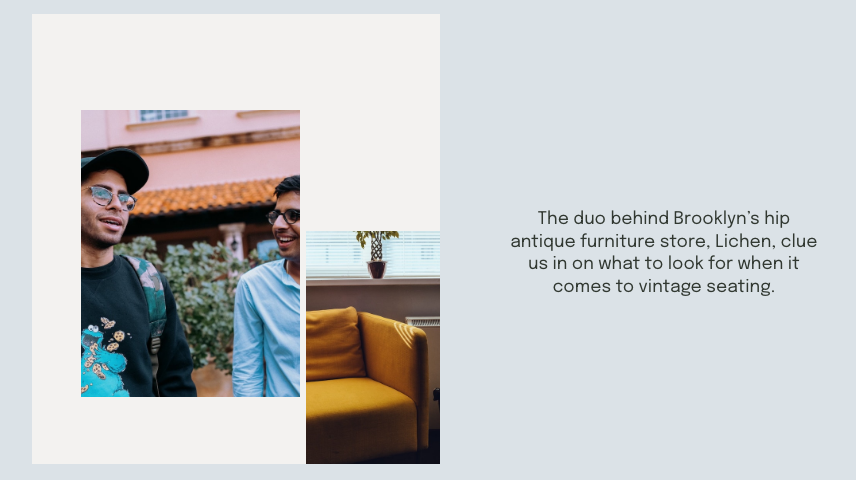 The duo behind Brooklyn’s hip
antique furniture store, Lichen, clue
us in on what to look for when it
comes to vintage seating.